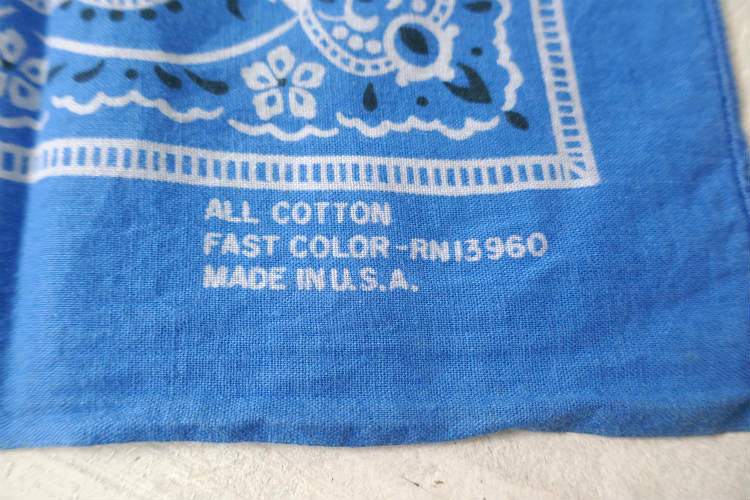 ALL COTTON
FAST COLOR-RN13960
MADE IN U.S.A.